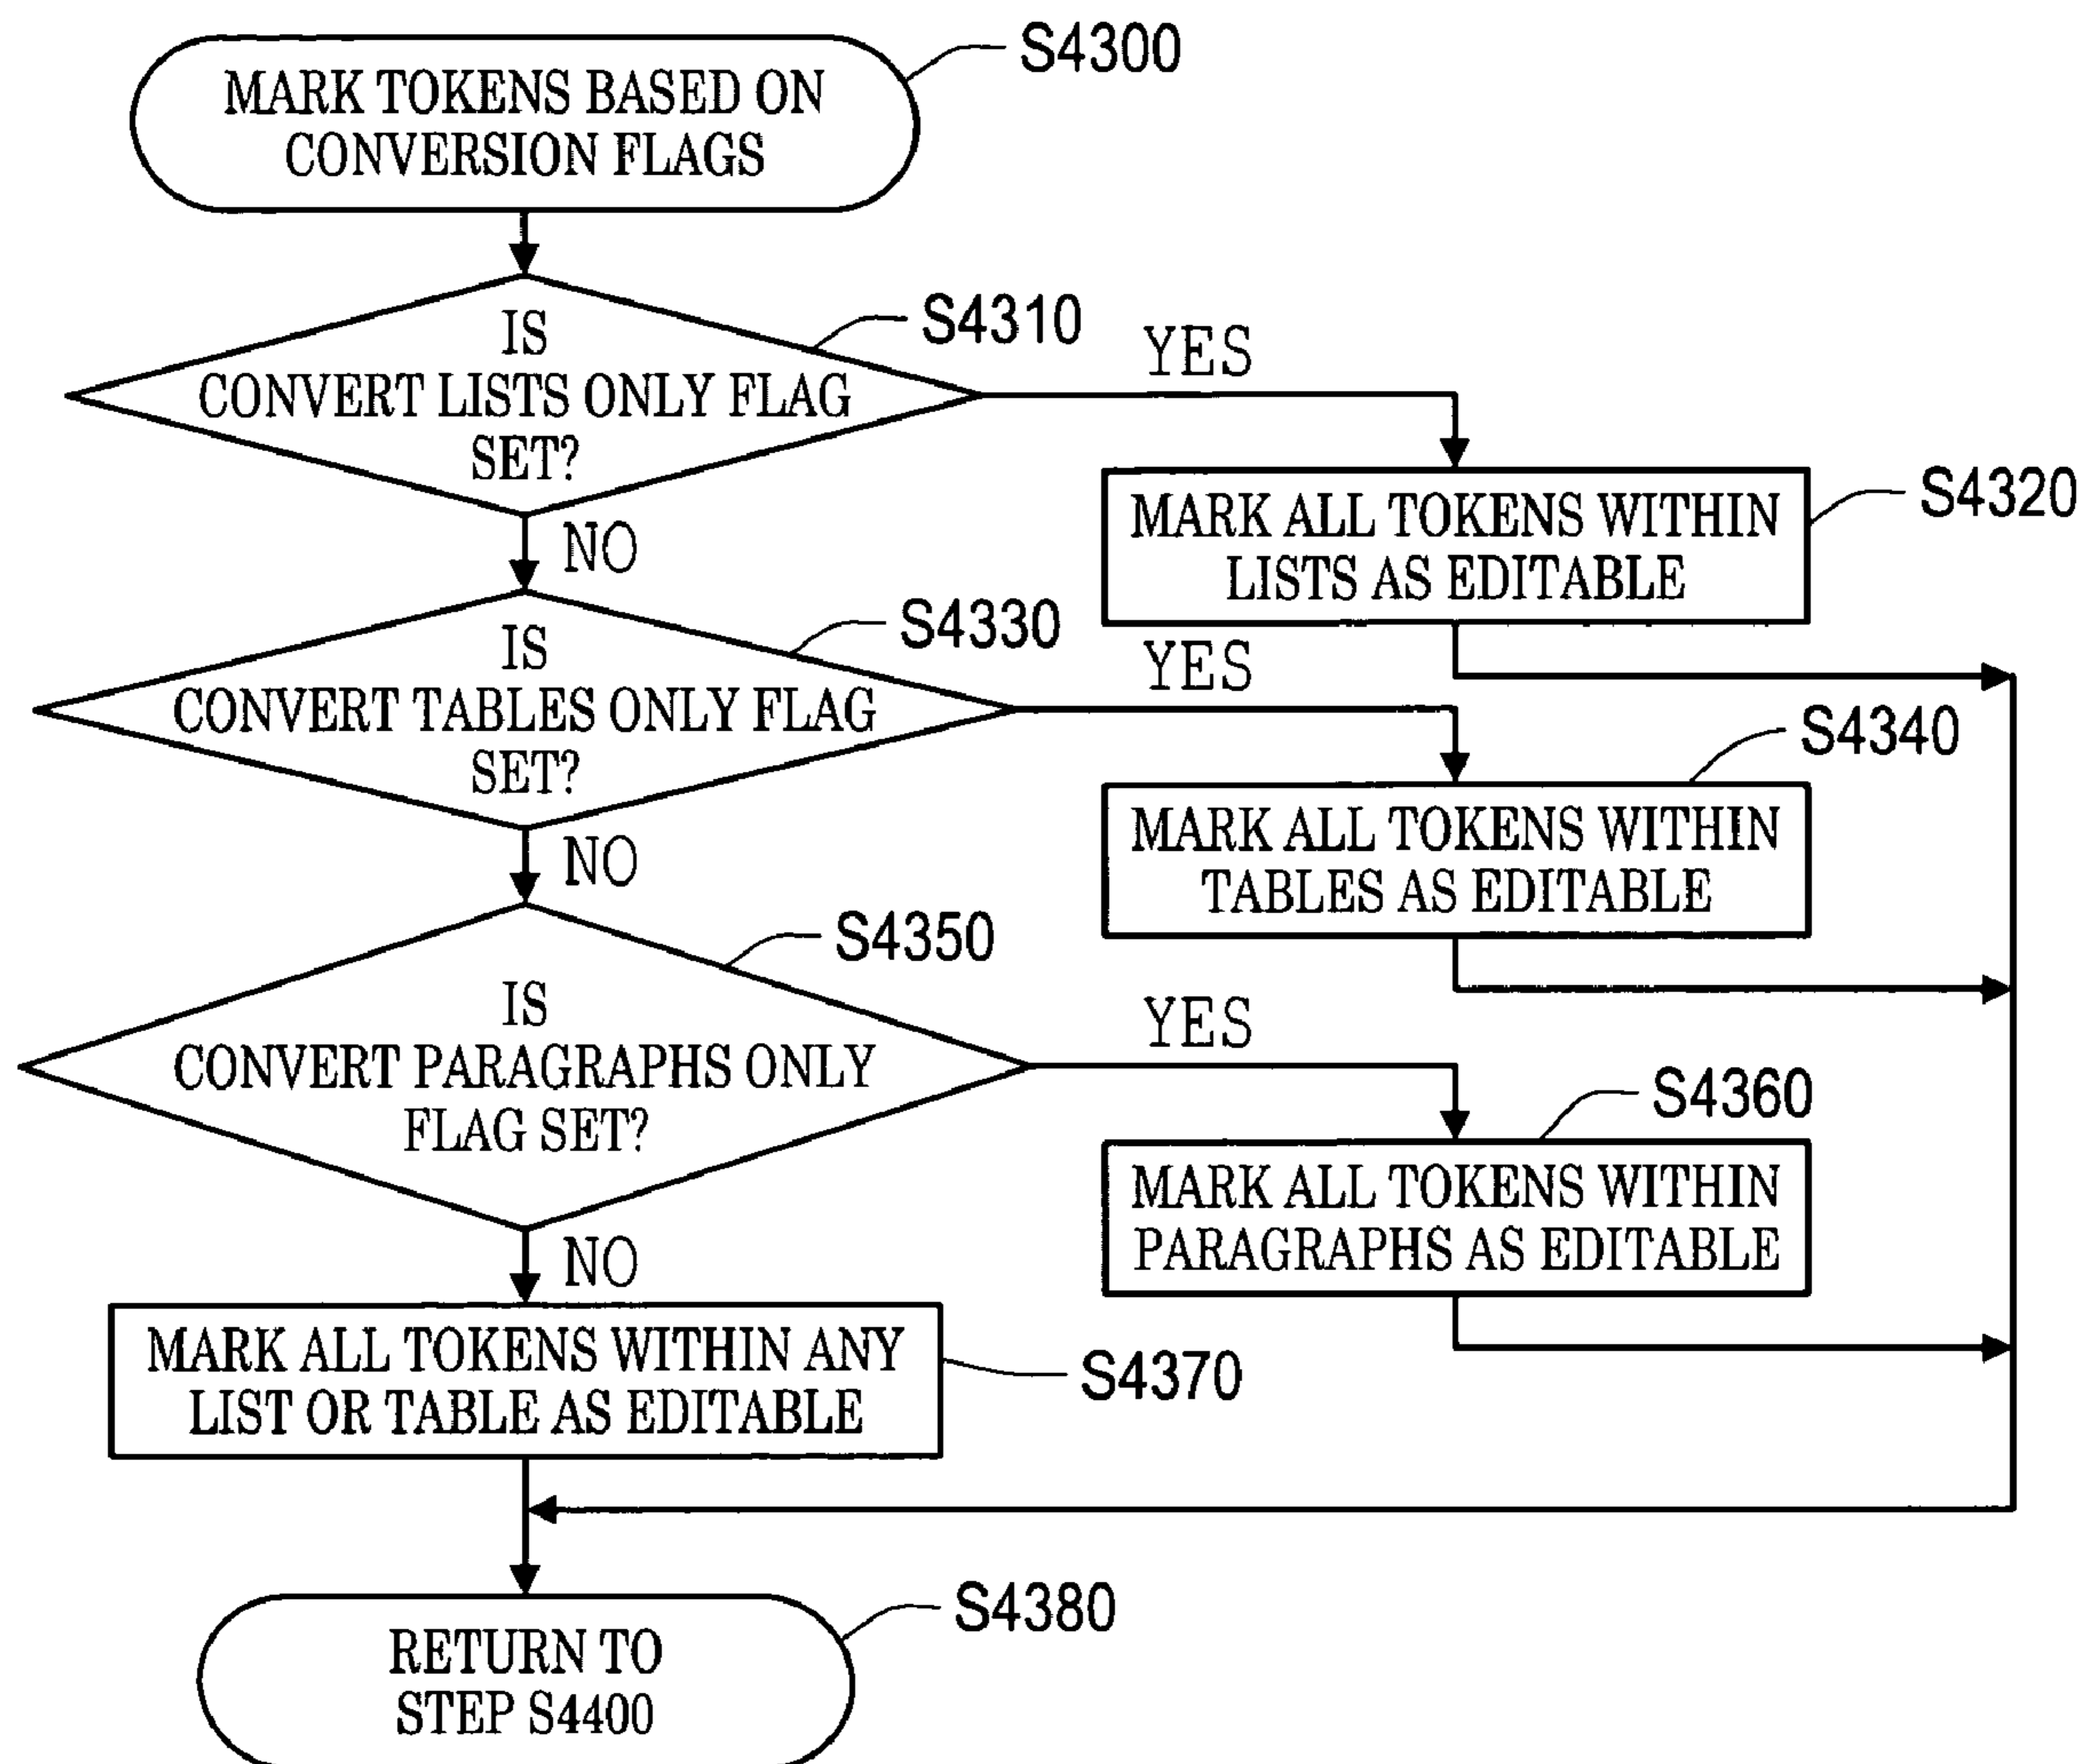 MARK TOKENS BASED ON
CONVERSION FLAGS
S4300
IS
CONVERT LISTS ONLY FLAG
SET?
S4310
YES
MARK ALL TOKENS WITHIN
LISTS AS EDITABLE
S4320
NO
IS
CONVERT TABLES ONLY FLAG
SET?
S4330
YES
MARK ALL TOKENS WITHIN
TABLES AS EDITABLE
S4340
NO
IS
CONVERT PARAGRAPHS ONLY
FLAG SET?
S4350
YES
MARK ALL TOKENS WITHIN
PARAGRAPHS AS EDITABLE
S4360
NO
MARK ALL TOKENS WITHIN ANY
LIST OR TABLE AS EDITABLE
S4370
RETURN TO
STEP S4400
S4380